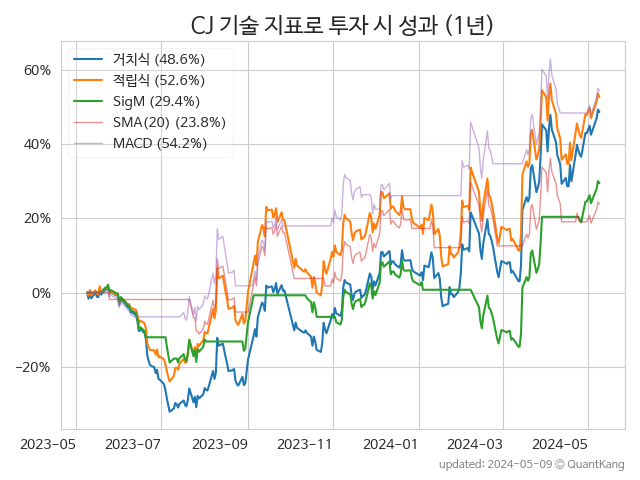 CJ 기술 지표로 투자 시 성과 (1년)
거치식 (48.6%)
적립식 (52.6%)
SigM (29.4%)
SMA(20) (23.8%)
MACD (54.2%)
60%
40%
20%
0%
−20%
2023-05
2023-07
2023-09
2023-11
2024-01
2024-03
2024-05
updated: 2024-05-09 © QuantKang